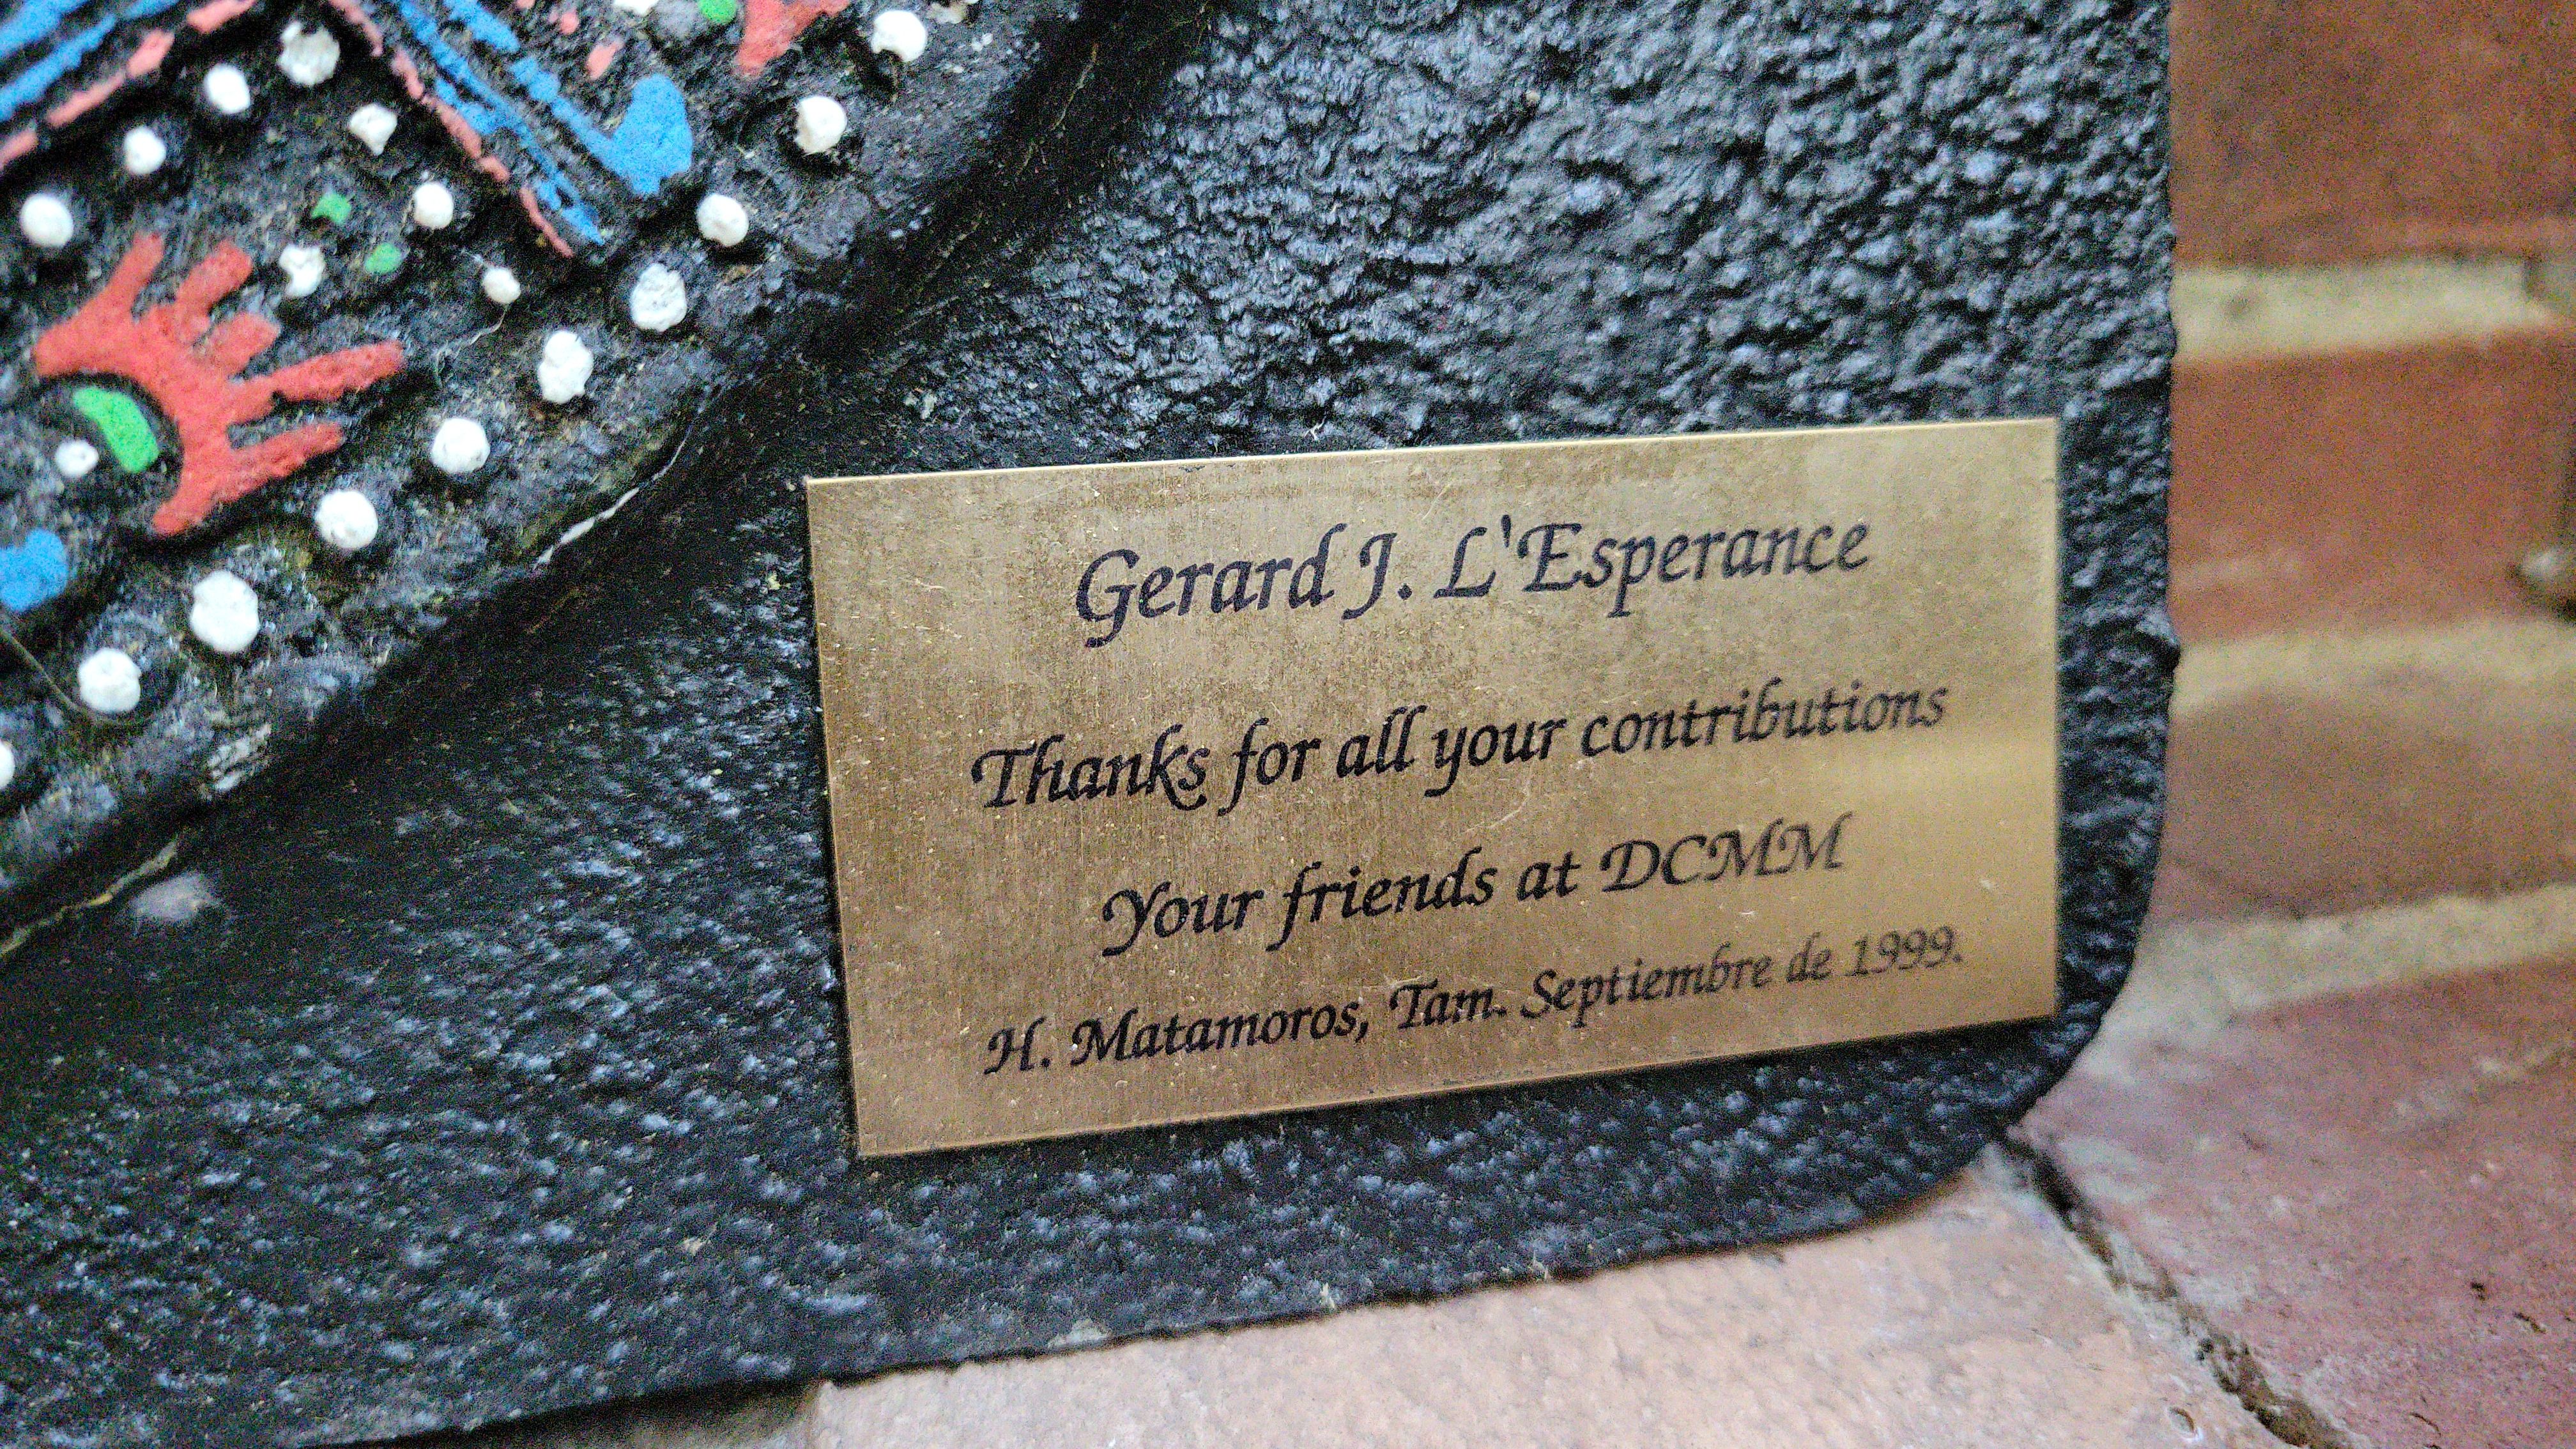 Gerard J. L'Esperance
Thanks for all your contributions
Your friends at DCMM
H. Matamoros, Tam. Septiembre de 1999.